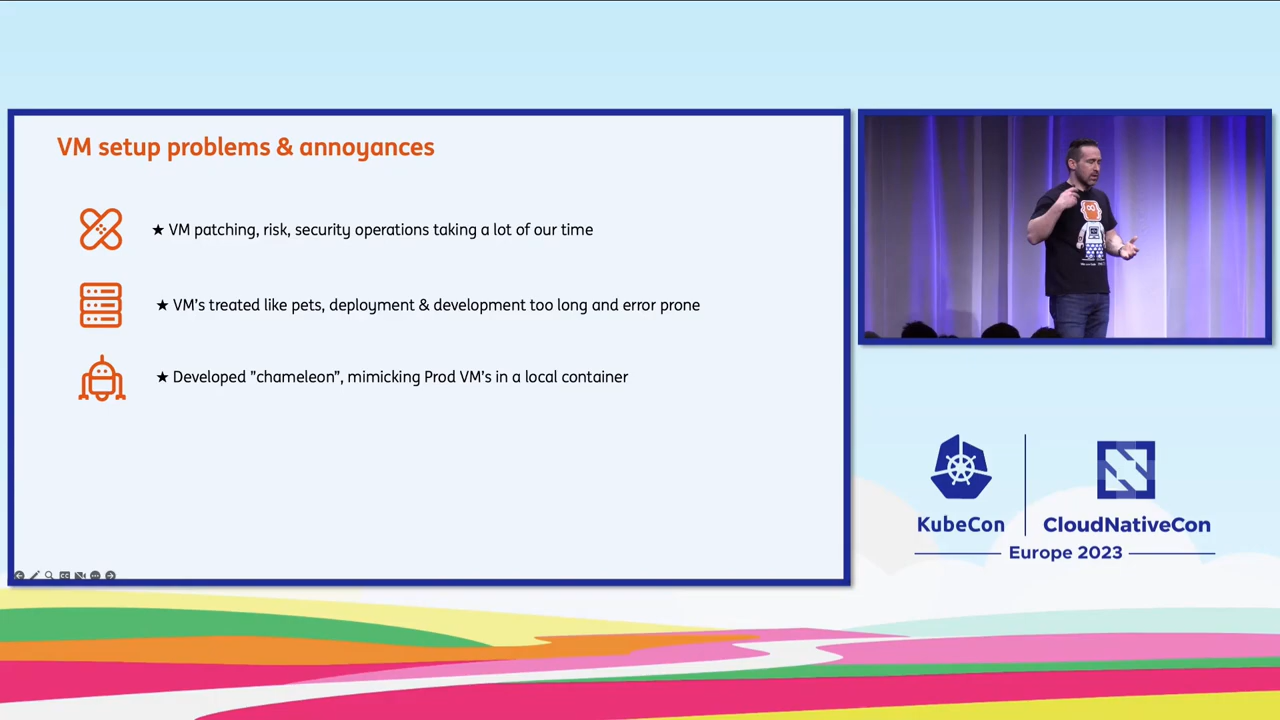 VM setup problems & annoyances
★ VM patching, risk, security operations taking a lot of our time
★ VM's treated like pets, deployment & development too long and error prone
★ Developed "chameleon", mimicking Prod VM's in a local container
KubeCon
CloudNativeCon
Europe 2023